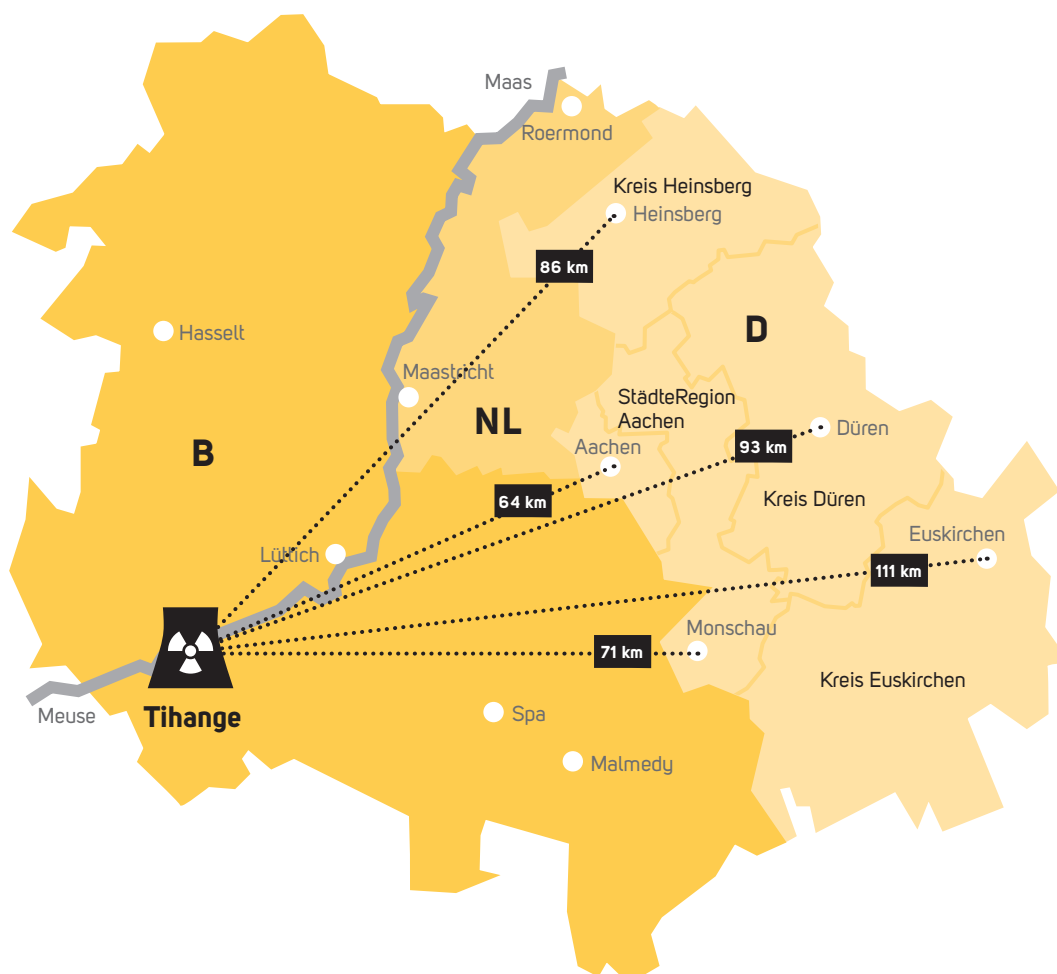 Maas
Roermond
Kreis Heinsberg
Heinsberg
86 km
Hasselt
D
Maastricht
StädteRegion
Aachen
NL
B
Düren
93 km
Aachen
64 km
Kreis Düren
Euskirchen
Lüttich
111 km
Monschau
71 km
Kreis Euskirchen
Meuse
Tihange
Spa
Malmedy